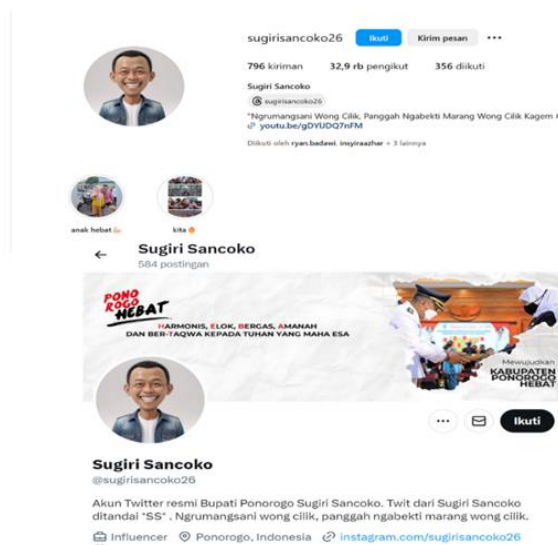 sugirisancoko26 Ikuti Kirim pesan
796 kiriman 32,9 rb pengikut 356 diikuti
Sugiri Sancoko
sugirisancoko26
"Ngrumangsani Wong Cilik, Panggah Ngabekti Marang Wong Cilik Kagem
youtu.be/gDYUDQ7nFM
Diikuti oleh ryan.badawi, insyiraazhar + 3 lainnya
anak hebat kita
Sugiri Sancoko
584 postingan
PONO
ROGO
HEBAT
HARMONIS, ELOK, BERGAS, AMANAH
DAN BER-TAQWA KEPADA TUHAN YANG MAHA ESA
Mewujudkan
KABUPATEN
PONOROGO
HEBAT
Ikuti
Sugiri Sancoko
@sugirisancoko26
Akun Twitter resmi Bupati Ponorogo Sugiri Sancoko. Twit dari Sugiri Sancoko
ditandai "SS" . Ngrumangsani wong cilik, panggah ngabekti marang wong cilik.
Influencer Ponorogo, Indonesia instagram.com/sugirisancoko26